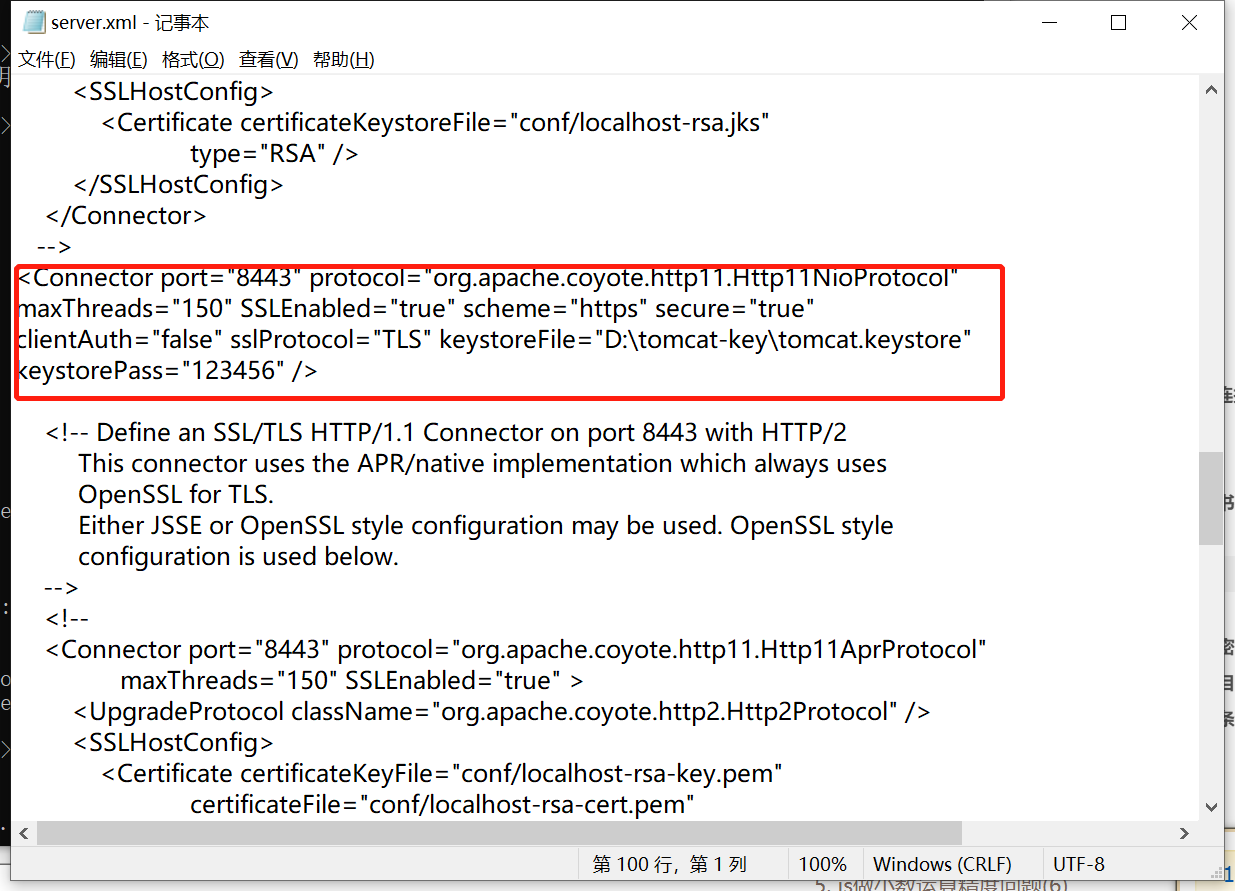 server.xml - 记事本
文件(F) 编辑(E) 格式(O) 查看(V) 帮助(H)
<SSLHostConfig>
<Certificate certificateKeystoreFile="conf/localhost-rsa.jks"
type="RSA" />
</SSLHostConfig>
</Connector>
-->
<Connector port="8443" protocol="org.apache.coyote.http11.Http11NioProtocol"
maxThreads="150" SSLEnabled="true" scheme="https" secure="true"
clientAuth="false" sslProtocol="TLS" keystoreFile="D:\tomcat-key\tomcat.keystore"
keystorePass="123456" />
<!-- Define an SSL/TLS HTTP/1.1 Connector on port 8443 with HTTP/2
This connector uses the APR/native implementation which always uses
OpenSSL for TLS.
Either JSSE or OpenSSL style configuration may be used. OpenSSL style
configuration is used below.
-->
<!--
<Connector port="8443" protocol="org.apache.coyote.http11.Http11AprProtocol"
maxThreads="150" SSLEnabled="true" >
<UpgradeProtocol className="org.apache.coyote.http2.Http2Protocol" />
<SSLHostConfig>
<Certificate certificateKeyFile="conf/localhost-rsa-key.pem"
certificateFile="conf/localhost-rsa-cert.pem"
第 100 行，第 1 列 100% Windows (CRLF) UTF-8